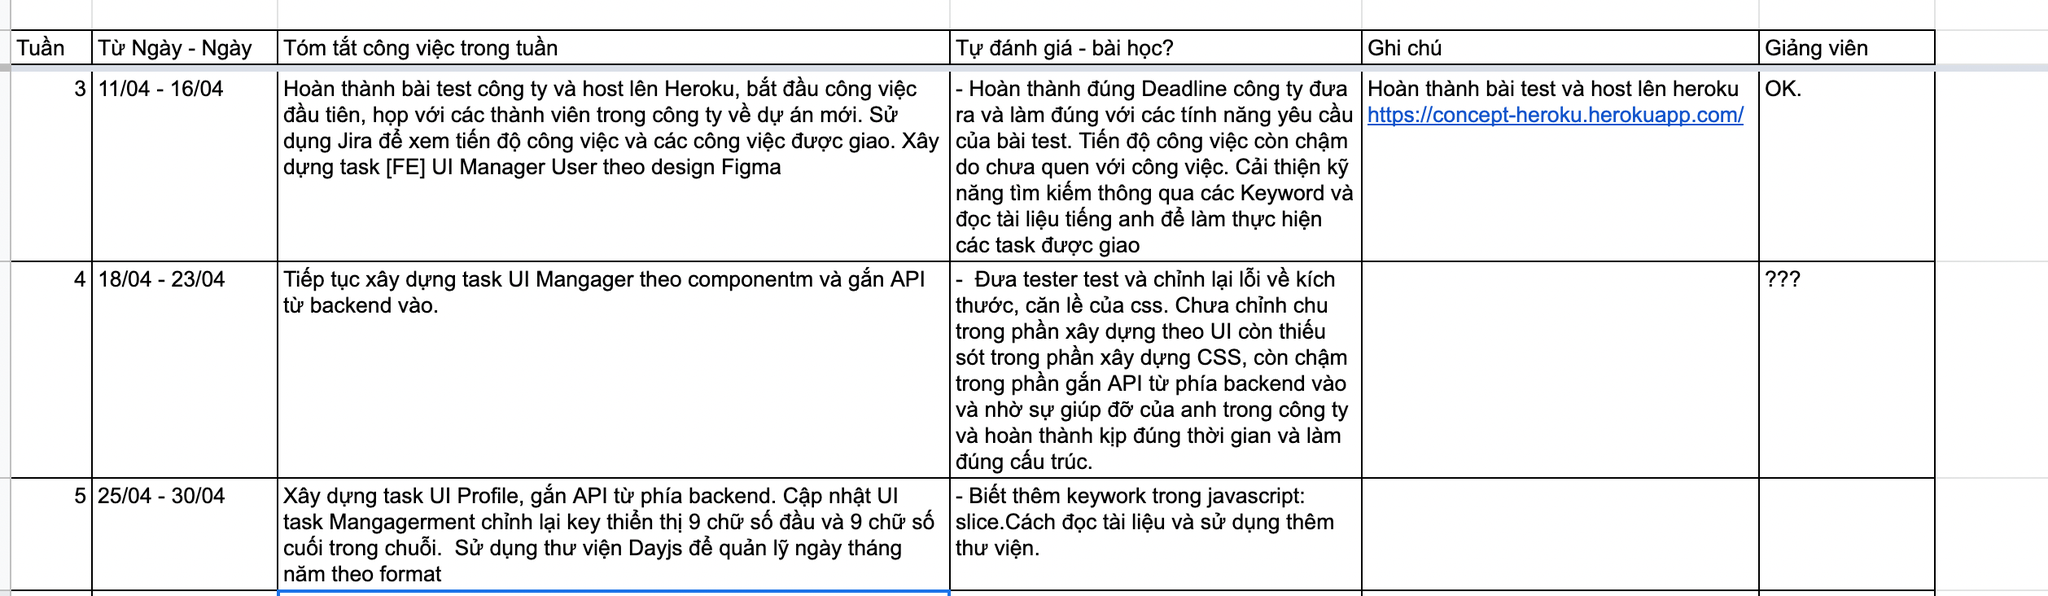 Tuần
Từ Ngày - Ngày
Tóm tắt công việc trong tuần
Tự đánh giá - bài học?
Ghi chú
Giảng viên
3
11/04 - 16/04
Hoàn thành bài test công ty và host lên Heroku, bắt đầu công việc
đầu tiên, họp với các thành viên trong công ty về dự án mới. Sử
dụng Jira để xem tiến độ công việc và các công việc được giao. Xây
dựng task [FE] UI Manager User theo design Figma
- Hoàn thành đúng Deadline công ty đưa
ra và làm đúng với các tính năng yêu cầu
của bài test. Tiến độ công việc còn chậm
do chưa quen với công việc. Cải thiện kỹ
năng tìm kiếm thông qua các Keyword và
đọc tài liệu tiếng anh để làm thực hiện
các task được giao
Hoàn thành bài test và host lên heroku
https://concept-heroku.herokuapp.com/
OK.
4
18/04 - 23/04
Tiếp tục xây dựng task UI Mangager theo componentm và gắn API
từ backend vào.
-  Đưa tester test và chỉnh lại lỗi về kích
thước, căn lề của css. Chưa chỉnh chu
trong phần xây dựng theo UI còn thiếu
sót trong phần xây dựng CSS, còn chậm
trong phần gắn API từ phía backend vào
và nhờ sự giúp đỡ của anh trong công ty
và hoàn thành kịp đúng thời gian và làm
đúng cấu trúc.
???
5
25/04 - 30/04
Xây dựng task UI Profile, gắn API từ phía backend. Cập nhật UI
task Mangagerment chỉnh lại key thiển thị 9 chữ số đầu và 9 chữ số
cuối trong chuỗi.  Sử dụng thư viện Dayjs để quản lý ngày tháng
năm theo format
- Biết thêm keywork trong javascript:
slice.Cách đọc tài liệu và sử dụng thêm
thư viện.